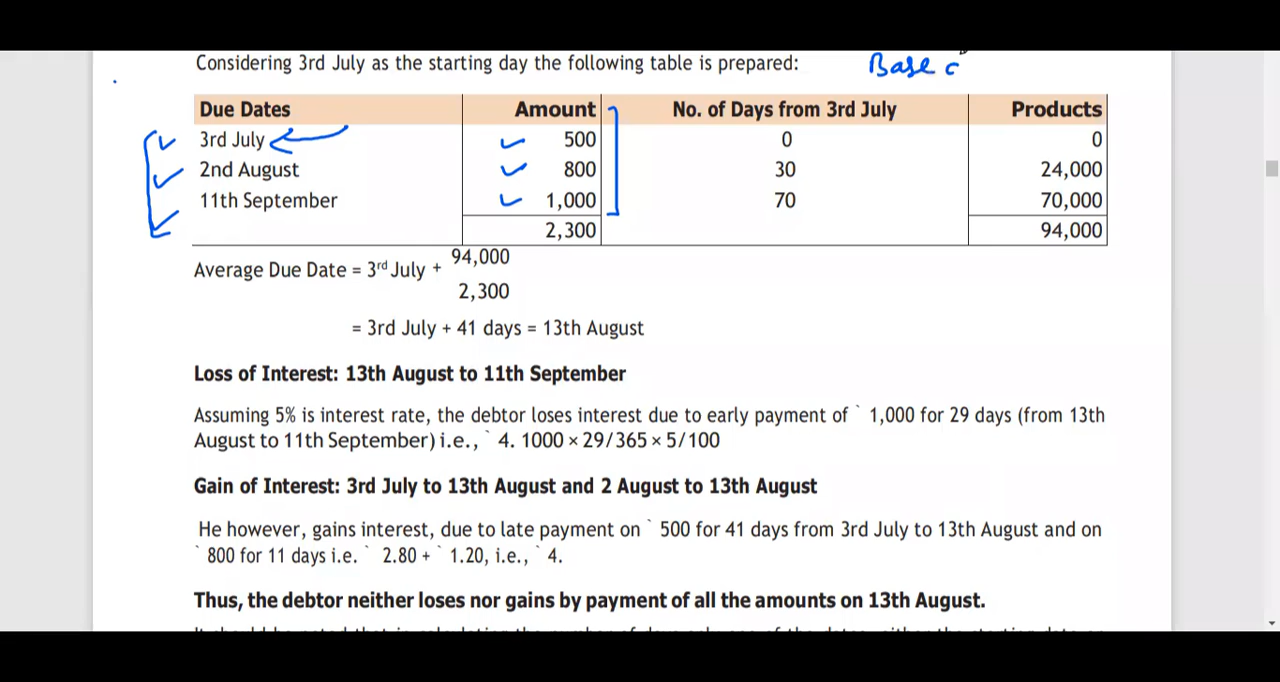 Considering 3rd July as the starting day the following table is prepared: Base
Due Dates Amount No. of Days from 3rd July Products
3rd July 500 0 0
2nd August 800 30 24,000
11th September 1,000 70 70,000
2,300 94,000
Average Due Date = 3rd July + 94,000
2,300
= 3rd July + 41 days = 13th August
Loss of Interest: 13th August to 11th September
Assuming 5% is interest rate, the debtor loses interest due to early payment of ` 1,000 for 29 days (from 13th
August to 11th September) i.e., ` 4. 1000 × 29/365 × 5/100
Gain of Interest: 3rd July to 13th August and 2 August to 13th August
He however, gains interest, due to late payment on ` 500 for 41 days from 3rd July to 13th August and on
` 800 for 11 days i.e. ` 2.80 + ` 1.20, i.e., ` 4.
Thus, the debtor neither loses nor gains by payment of all the amounts on 13th August.